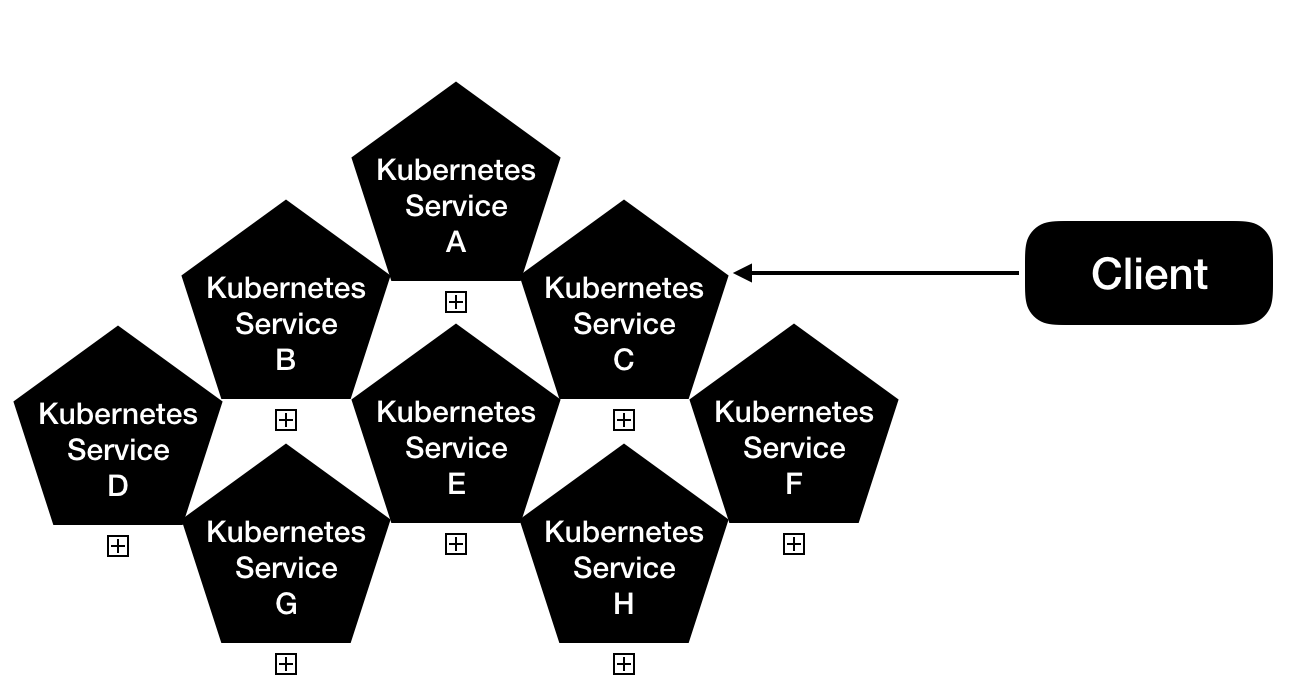 Kubernetes
Service
A
Kubernetes
Service
B
Kubernetes
Service
C
Client
Kubernetes
Service
D
Kubernetes
Service
E
Kubernetes
Service
F
Kubernetes
Service
G
Kubernetes
Service
H